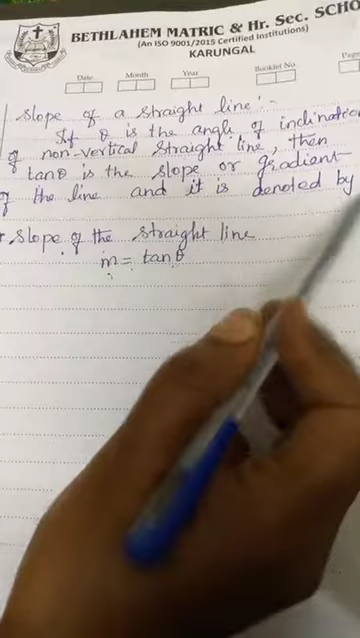 BETHLAHEM MATRIC & Hr. Sec. SCHO
(An ISO 9001/2015 Certified Institutions)
KARUNGAL
Date
Month
Year
Booklet No.
Page
Slope of a straight line :-
If θ is the angle of inclination
of non-vertical straight line, then
tanθ is the slope or gradient
of the line and it is denoted by
Slope of the straight line
m = tanθ